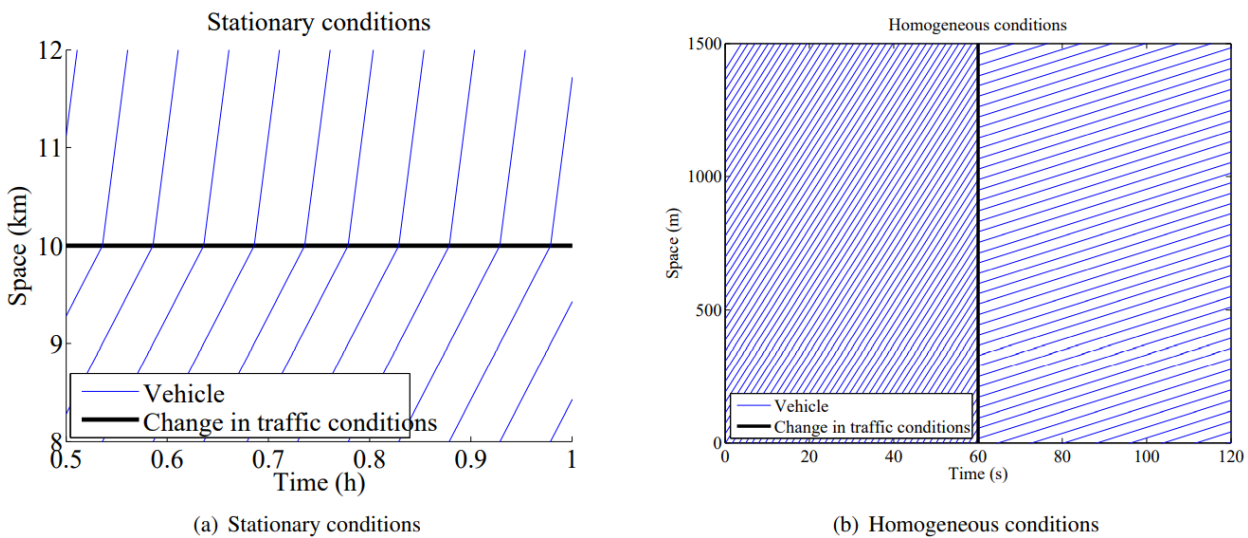 Stationary conditions
12
11
10
9
8
Space (km)
0.5
0.6
0.7
0.8
0.9
1
Time (h)
Vehicle
Change in traffic conditions
(a) Stationary conditions
Homogeneous conditions
1500
1000
500
0
Space (m)
0
20
40
60
80
100
120
Time (s)
Vehicle
Change in traffic conditions
(b) Homogeneous conditions